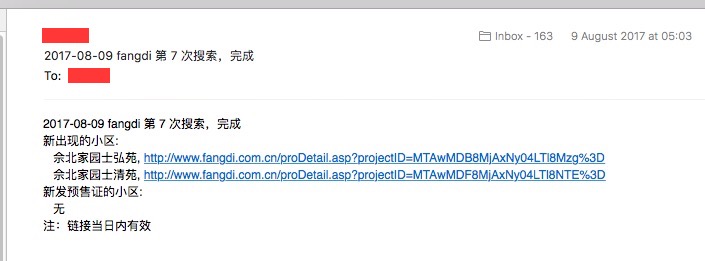 Inbox - 163 9 August 2017 at 05:03
2017-08-09 fangdi 第 7 次搜索，完成
To:
2017-08-09 fangdi 第 7 次搜索，完成
新出现的小区:
佘北家园士弘苑, http://www.fangdi.com.cn/proDetail.asp?projectID=MTAwMDB8MjAxNy04LTl8Mzg%3D
佘北家园士清苑, http://www.fangdi.com.cn/proDetail.asp?projectID=MTAwMDF8MjAxNy04LTl8NTE%3D
新发预售证的小区:
无
注：链接当日内有效